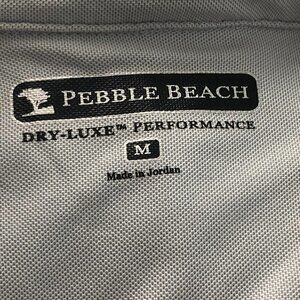 PEBBLE BEACH
DRY-LUXE™ PERFORMANCE
M
Made in Jordan